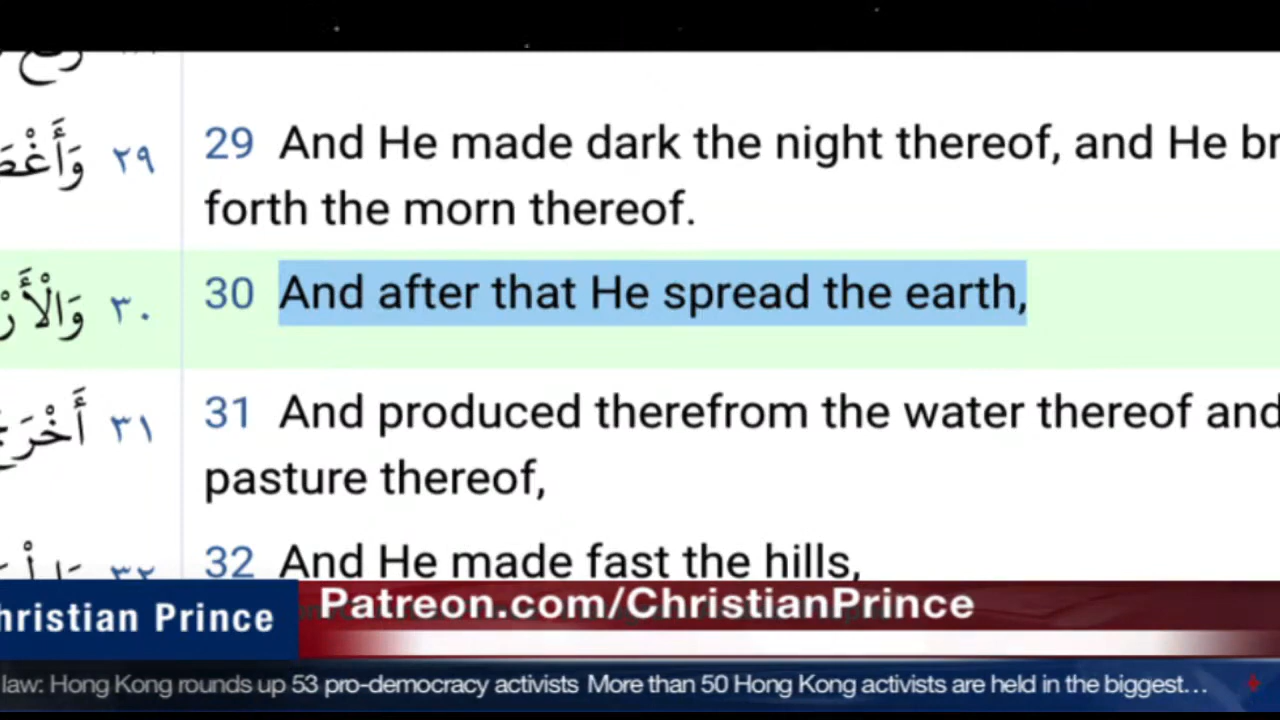 ٢٩
29 And He made dark the night thereof, and He br
forth the morn thereof.
٣٠
30 And after that He spread the earth,
٣١
31 And produced therefrom the water thereof and
pasture thereof,
٣٢
32 And He made fast the hills,
hristian Prince
Patreon.com/ChristianPrince
law: Hong Kong rounds up 53 pro-democracy activists More than 50 Hong Kong activists are held in the biggest...